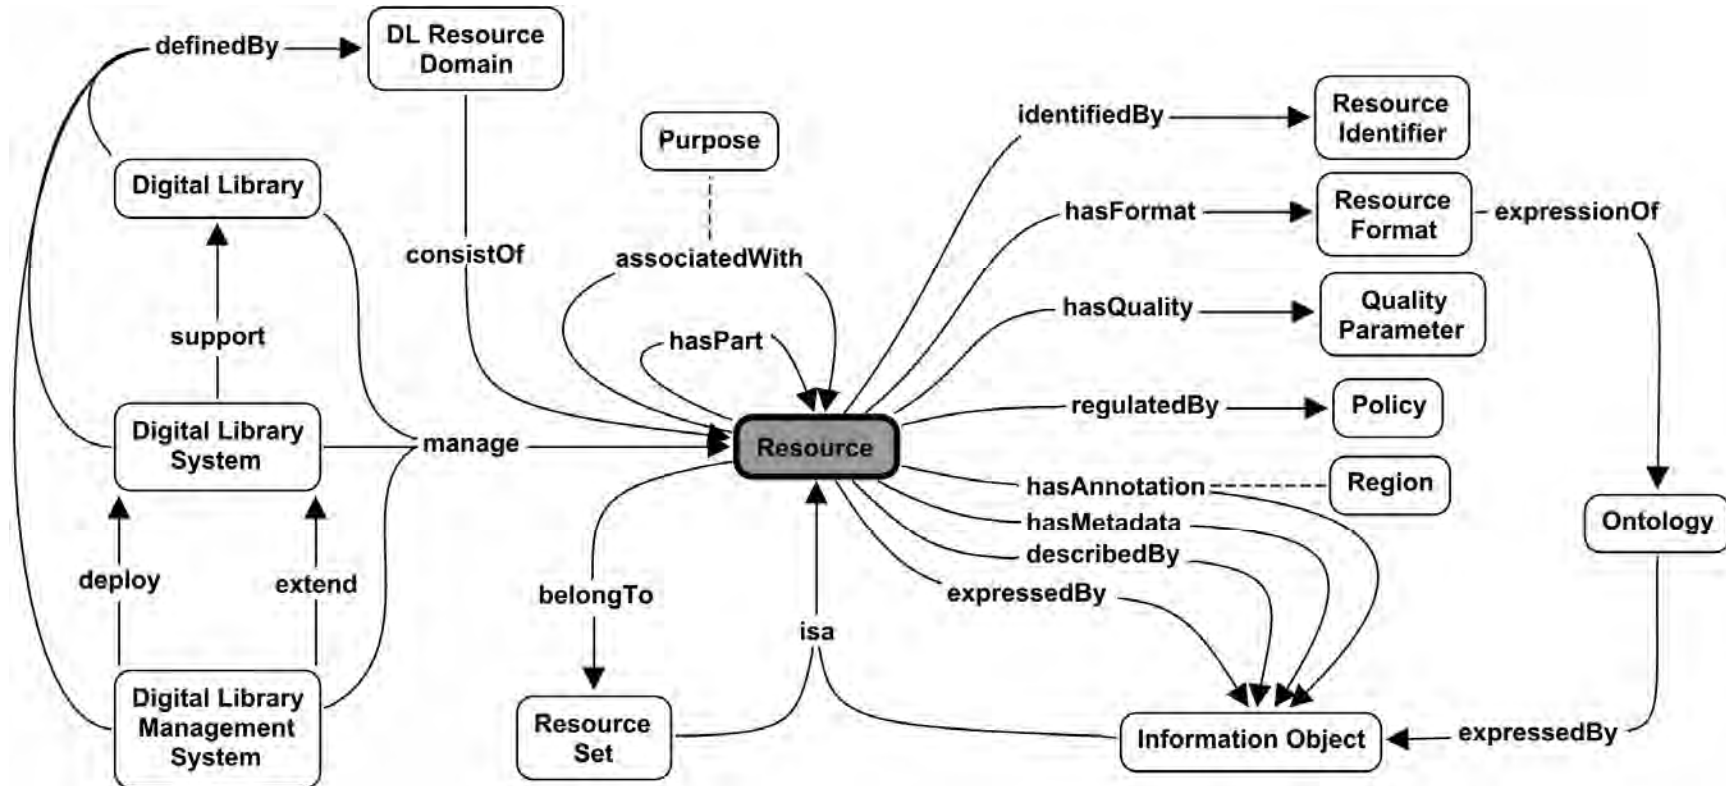 definedBy
DL Resource
Domain
Purpose
identifiedBy
Resource
Identifier
Digital Library
hasFormat
Resource
Format
expressionOf
consistOf
associatedWith
support
hasPart
hasQuality
Quality
Parameter
Digital Library
System
manage
Resource
regulatedBy
Policy
hasAnnotation
Region
hasMetadata
describedBy
expressedBy
Ontology
deploy
extend
belongTo
isa
Digital Library
Management
System
Resource
Set
Information Object
expressedBy